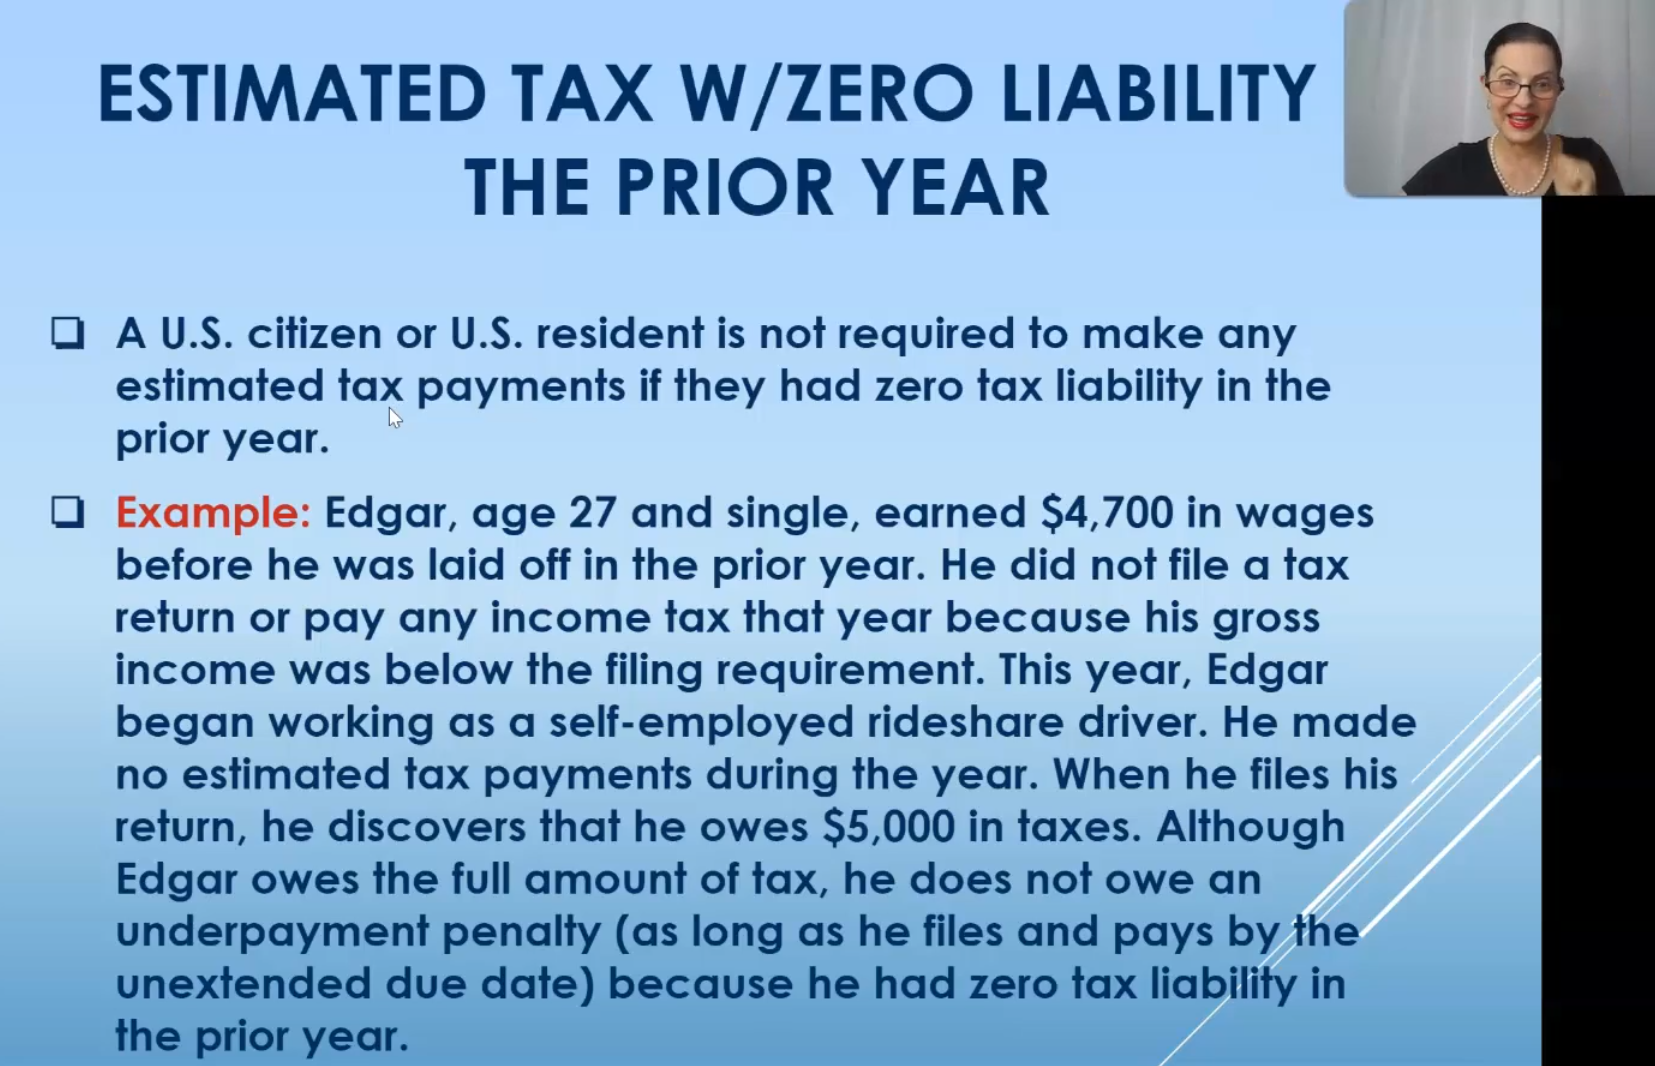 ESTIMATED TAX W/ZERO LIABILITY
THE PRIOR YEAR
A U.S. citizen or U.S. resident is not required to make any
estimated tax payments if they had zero tax liability in the
prior year.
Example: Edgar, age 27 and single, earned $4,700 in wages
before he was laid off in the prior year. He did not file a tax
return or pay any income tax that year because his gross
income was below the filing requirement. This year, Edgar
began working as a self-employed rideshare driver. He made
no estimated tax payments during the year. When he files his
return, he discovers that he owes $5,000 in taxes. Although
Edgar owes the full amount of tax, he does not owe an
underpayment penalty (as long as he files and pays by the
unextended due date) because he had zero tax liability in
the prior year.